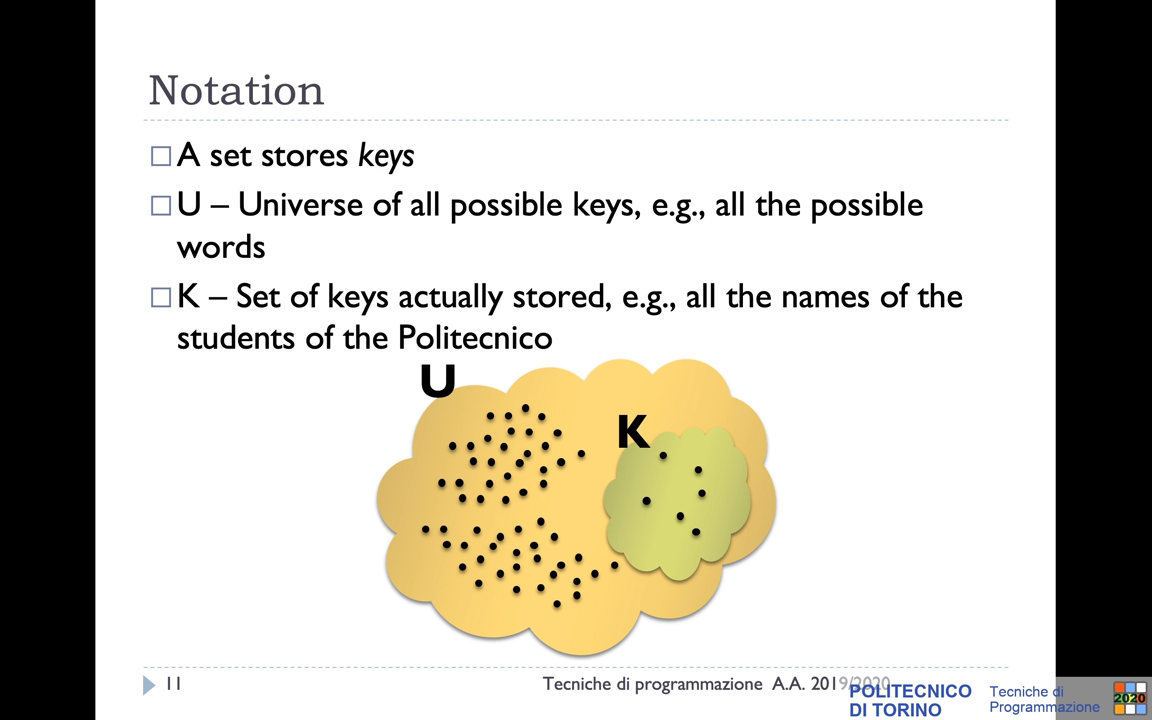 Notation
A set stores keys
U – Universe of all possible keys, e.g., all the possible
words
K – Set of keys actually stored, e.g., all the names of the
students of the Politecnico
U
K
11
Tecniche di programmazione A.A. 2019/2020
POLITECNICO
DI TORINO
Tecniche di
Programmazione
2020